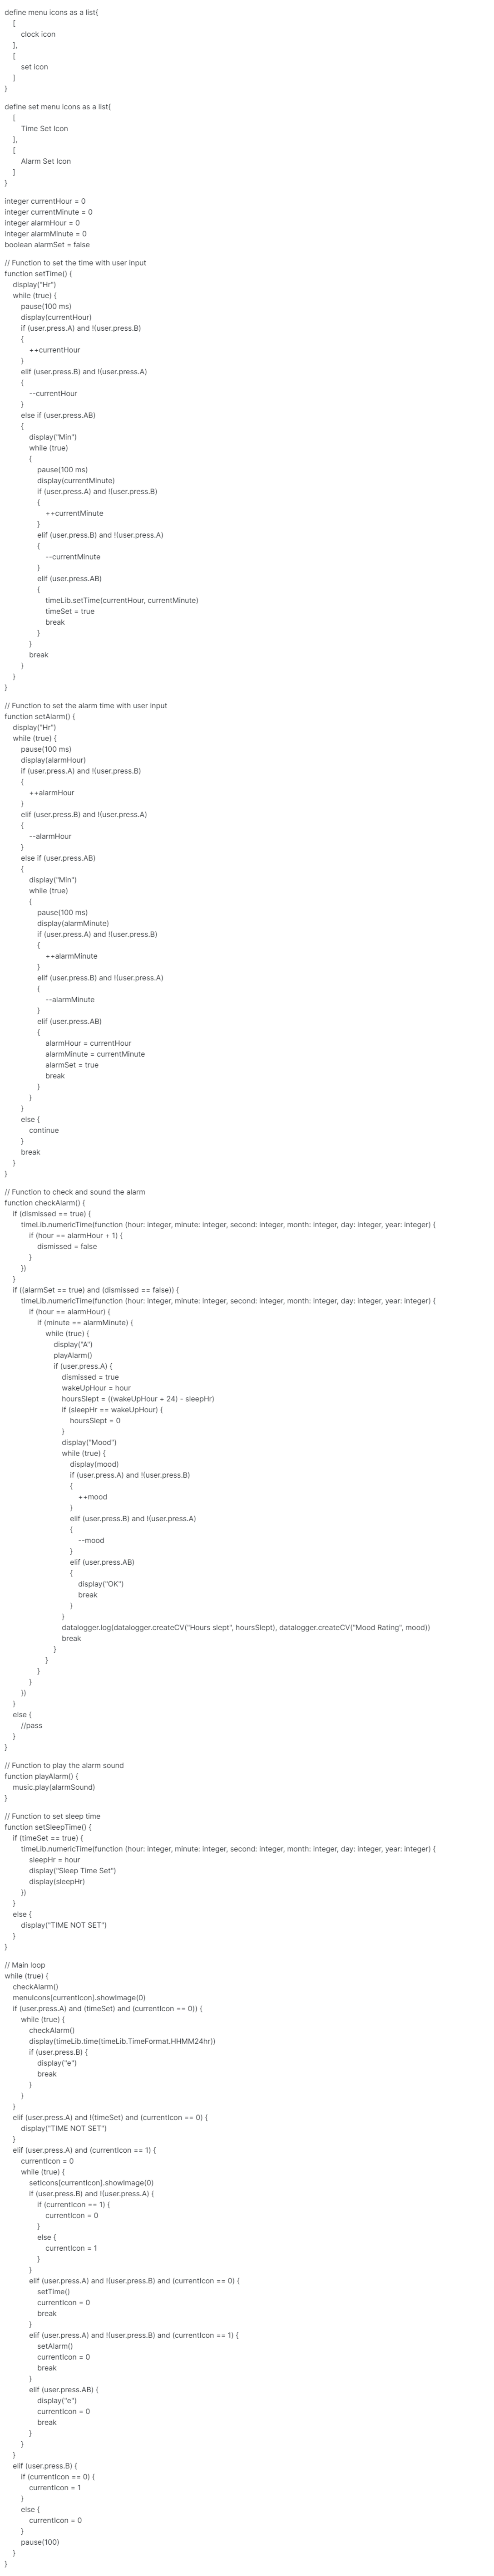 define menu icons as a list{
[
clock icon
],
[
set icon
]
}
define set menu icons as a list{
[
Time Set Icon
],
[
Alarm Set Icon
]
}
integer currentHour = 0
integer currentMinute = 0
integer alarmHour = 0
integer alarmMinute = 0
boolean alarmSet = false
// Function to set the time with user input
function setTime() {
display("Hr")
while (true) {
pause(100 ms)
display(currentHour)
if (user.press.A) and !(user.press.B)
{
++currentHour
}
elif (user.press.B) and !(user.press.A)
{
--currentHour
}
else if (user.press.AB)
{
display("Min")
while (true)
{
pause(100 ms)
display(currentMinute)
if (user.press.A) and !(user.press.B)
{
++currentMinute
}
elif (user.press.B) and !(user.press.A)
{
--currentMinute
}
elif (user.press.AB)
{
timeLib.setTime(currentHour, currentMinute)
timeSet = true
break
}
}
break
}
}
}
// Function to set the alarm time with user input
function setAlarm() {
display("Hr")
while (true) {
pause(100 ms)
display(alarmHour)
if (user.press.A) and !(user.press.B)
{
++alarmHour
}
elif (user.press.B) and !(user.press.A)
{
--alarmHour
}
else if (user.press.AB)
{
display("Min")
while (true)
{
pause(100 ms)
display(alarmMinute)
if (user.press.A) and !(user.press.B)
{
++alarmMinute
}
elif (user.press.B) and !(user.press.A)
{
--alarmMinute
}
elif (user.press.AB)
{
alarmHour = currentHour
alarmMinute = currentMinute
alarmSet = true
break
}
}
}
else {
continue
}
break
}
}
// Function to check and sound the alarm
function checkAlarm() {
if (dismissed == true) {
timeLib.numericTime(function (hour: integer, minute: integer, second: integer, month: integer, day: integer, year: integer) {
if (hour == alarmHour + 1) {
dismissed = false
}
})
}
if ((alarmSet == true) and (dismissed == false)) {
timeLib.numericTime(function (hour: integer, minute: integer, second: integer, month: integer, day: integer, year: integer) {
if (hour == alarmHour) {
if (minute == alarmMinute) {
while (true) {
display("A")
playAlarm()
if (user.press.A) {
dismissed = true
wakeUpHour = hour
hoursSlept = ((wakeUpHour + 24) - sleepHr)
if (sleepHr == wakeUpHour) {
hoursSlept = 0
}
display("Mood")
while (true) {
display(mood)
if (user.press.A) and !(user.press.B)
{
++mood
}
elif (user.press.B) and !(user.press.A)
{
--mood
}
elif (user.press.AB)
{
display("OK")
break
}
}
datalogger.log(datalogger.createCV("Hours slept", hoursSlept), datalogger.createCV("Mood Rating", mood))
break
}
}
}
}
})
}
else {
//pass
}
}
// Function to play the alarm sound
function playAlarm() {
music.play(alarmSound)
}
// Function to set sleep time
function setSleepTime() {
if (timeSet == true) {
timeLib.numericTime(function (hour: integer, minute: integer, second: integer, month: integer, day: integer, year: integer) {
sleepHr = hour
display("Sleep Time Set")
display(sleepHr)
})
}
else {
display("TIME NOT SET")
}
}
// Main loop
while (true) {
checkAlarm()
menuIcons[currentIcon].showImage(0)
if (user.press.A) and (timeSet) and (currentIcon == 0)) {
while (true) {
checkAlarm()
display(timeLib.time(timeLib.TimeFormat.HHMM24hr))
if (user.press.B) {
display("e")
break
}
}
}
elif (user.press.A) and !(timeSet) and (currentIcon == 0) {
display("TIME NOT SET")
}
elif (user.press.A) and (currentIcon == 1) {
currentIcon = 0
while (true) {
setIcons[currentIcon].showImage(0)
if (user.press.B) and !(user.press.A) {
if (currentIcon == 1) {
currentIcon = 0
}
else {
currentIcon = 1
}
}
elif (user.press.A) and !(user.press.B) and (currentIcon == 0) {
setTime()
currentIcon = 0
break
}
elif (user.press.A) and !(user.press.B) and (currentIcon == 1) {
setAlarm()
currentIcon = 0
break
}
elif (user.press.AB) {
display("e")
currentIcon = 0
break
}
}
}
elif (user.press.B) {
if (currentIcon == 0) {
currentIcon = 1
}
else {
currentIcon = 0
}
pause(100)
}
}